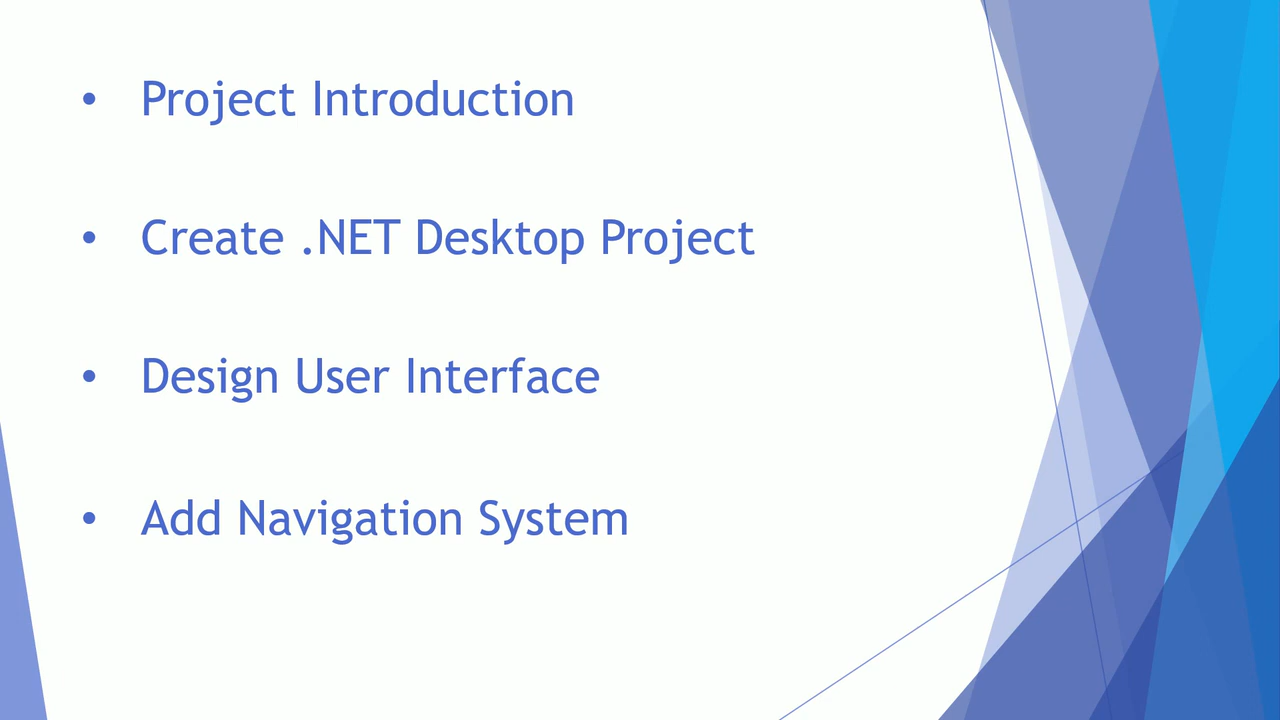 • Project Introduction
• Create .NET Desktop Project
• Design User Interface
• Add Navigation System